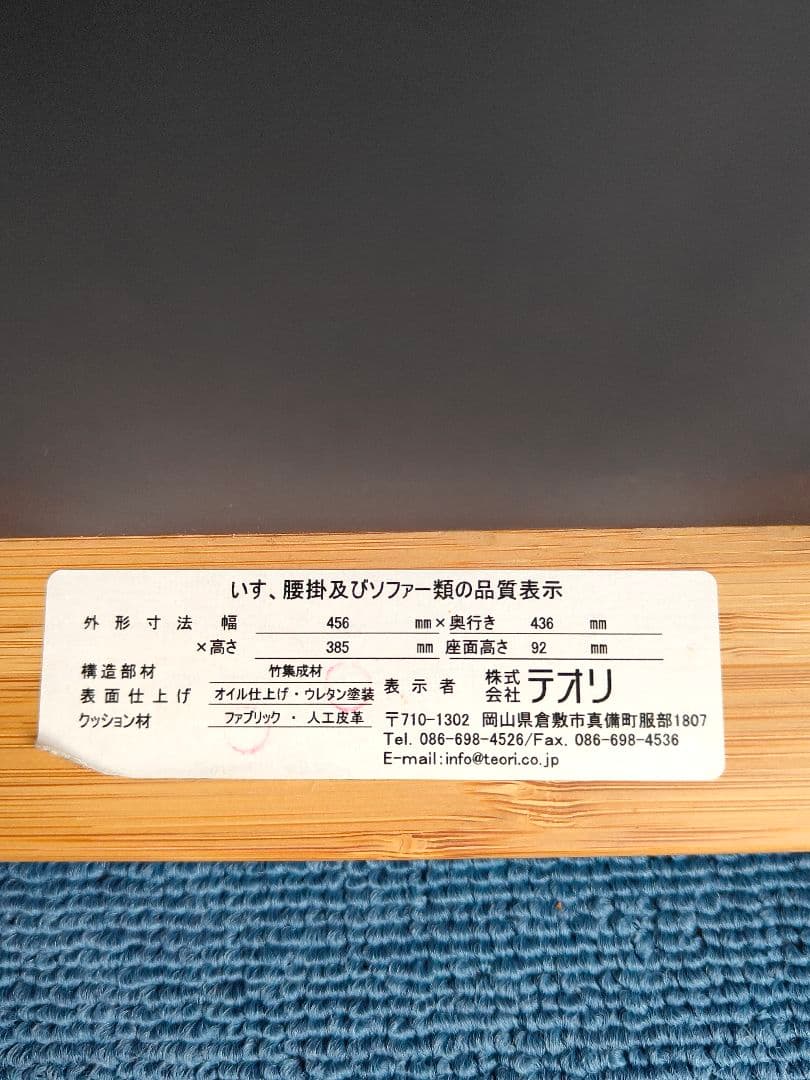 いす、腰掛及びソファー類の品質表示
外形寸法 幅 456 mm×奥行き 436 mm
×高さ 385 mm 座面高さ 92 mm
構造部材 竹集成材
表面仕上げ オイル仕上げ・ウレタン塗装
クッション材 ファブリック ・ 人工皮革
表示者 株式会社 テオリ
〒710-1302 岡山県倉敷市真備町服部1807
Tel. 086-698-4526/Fax. 086-698-4536
E-mail:info@teori.co.jp